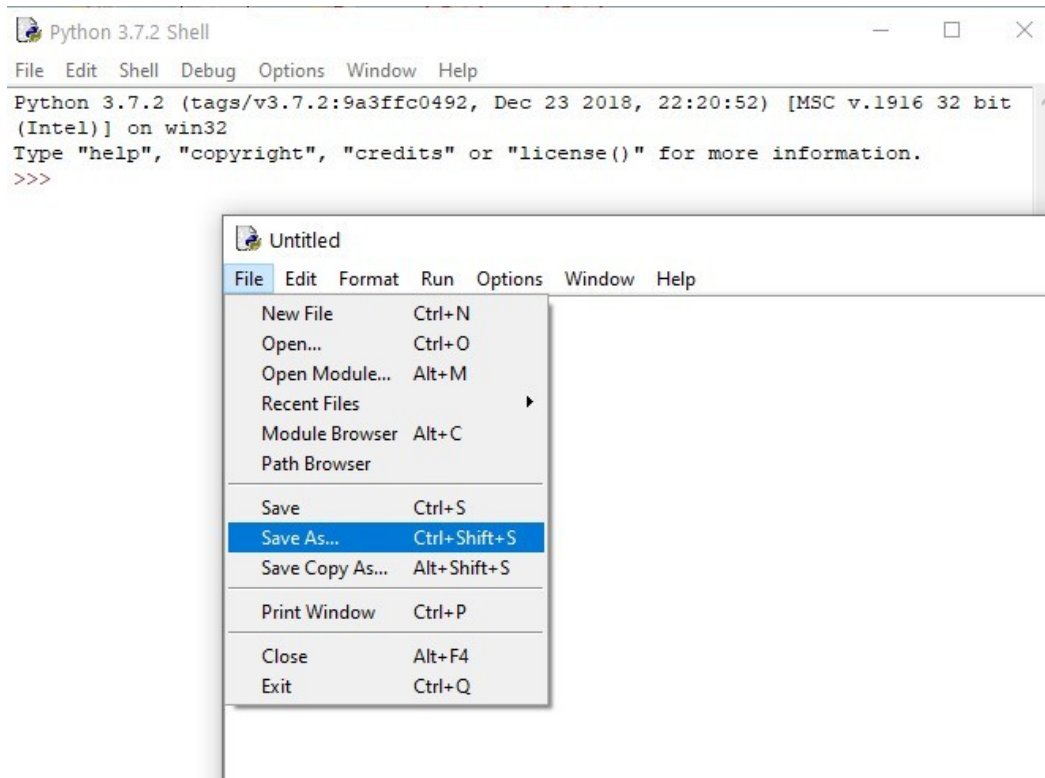 Python 3.7.2 Shell
File Edit Shell Debug Options Window Help
Python 3.7.2 (tags/v3.7.2:9a3ffc0492, Dec 23 2018, 22:20:52) [MSC v.1916 32 bit
(Intel)] on win32
Type "help", "copyright", "credits" or "license()" for more information.
>>>
Untitled
File Edit Format Run Options Window Help
New File Ctrl+N
Open... Ctrl+O
Open Module... Alt+M
Recent Files
Module Browser Alt+C
Path Browser
Save Ctrl+S
Save As... Ctrl+Shift+S
Save Copy As... Alt+Shift+S
Print Window Ctrl+P
Close Alt+F4
Exit Ctrl+Q